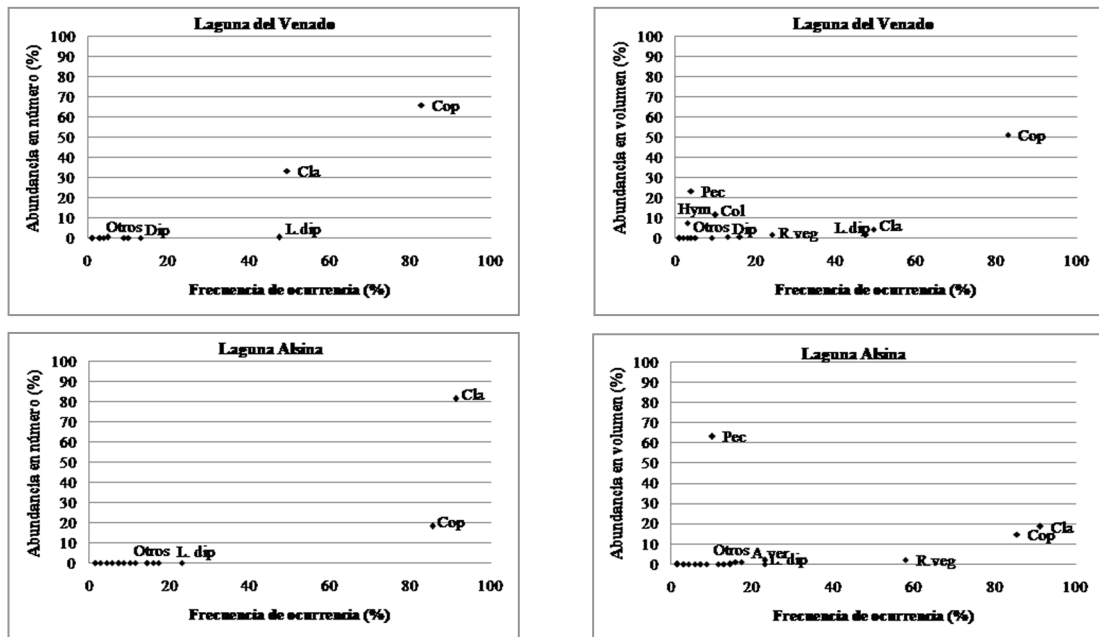 Laguna del Venado
Abundancia en número (%)
100
90
80
70
60
50
40
30
20
10
0
Cop
Cla
Otros Dip
L.dip
0 20 40 60 80 100
Frecuencia de ocurrencia (%)
Laguna del Venado
Abundancia en volumen (%)
100
90
80
70
60
50
40
30
20
10
0
Cop
Pec
Hym Col
Otros Dip R.veg L.dip Cla
0 20 40 60 80 100
Frecuencia de ocurrencia (%)
Laguna Alsina
Abundancia en número (%)
100
90
80
70
60
50
40
30
20
10
0
Cla
Cop
Otros L. dip
0 20 40 60 80 100
Frecuencia de ocurrencia (%)
Laguna Alsina
Abundancia en volumen (%)
100
90
80
70
60
50
40
30
20
10
0
Pec
Cla
Cop
Otros A.ver
L. dip R.veg
0 20 40 60 80 100
Frecuencia de ocurrencia (%)